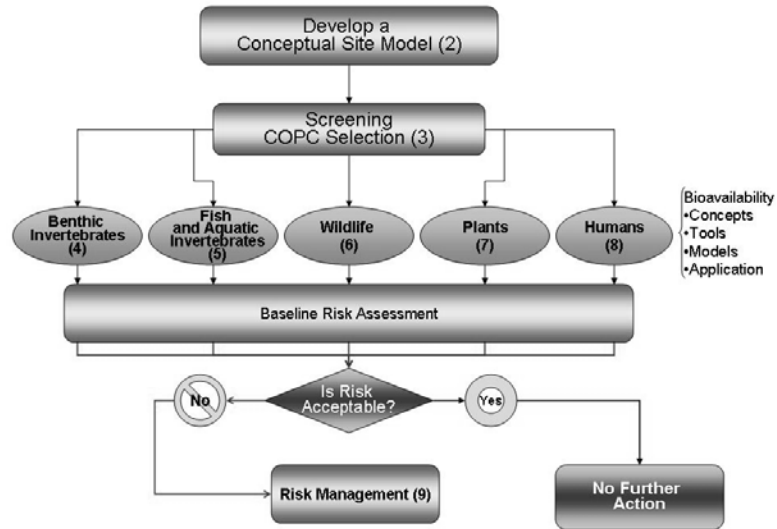 Develop a
Conceptual Site Model (2)
Screening
COPC Selection (3)
Benthic
Invertebrates
(4)
Fish
and Aquatic
Invertebrates
(5)
Wildlife
(6)
Plants
(7)
Humans
(8)
Bioavailability
•Concepts
•Tools
•Models
•Application
Baseline Risk Assessment
Is Risk
Acceptable?
No
Yes
Risk Management (9)
No Further
Action